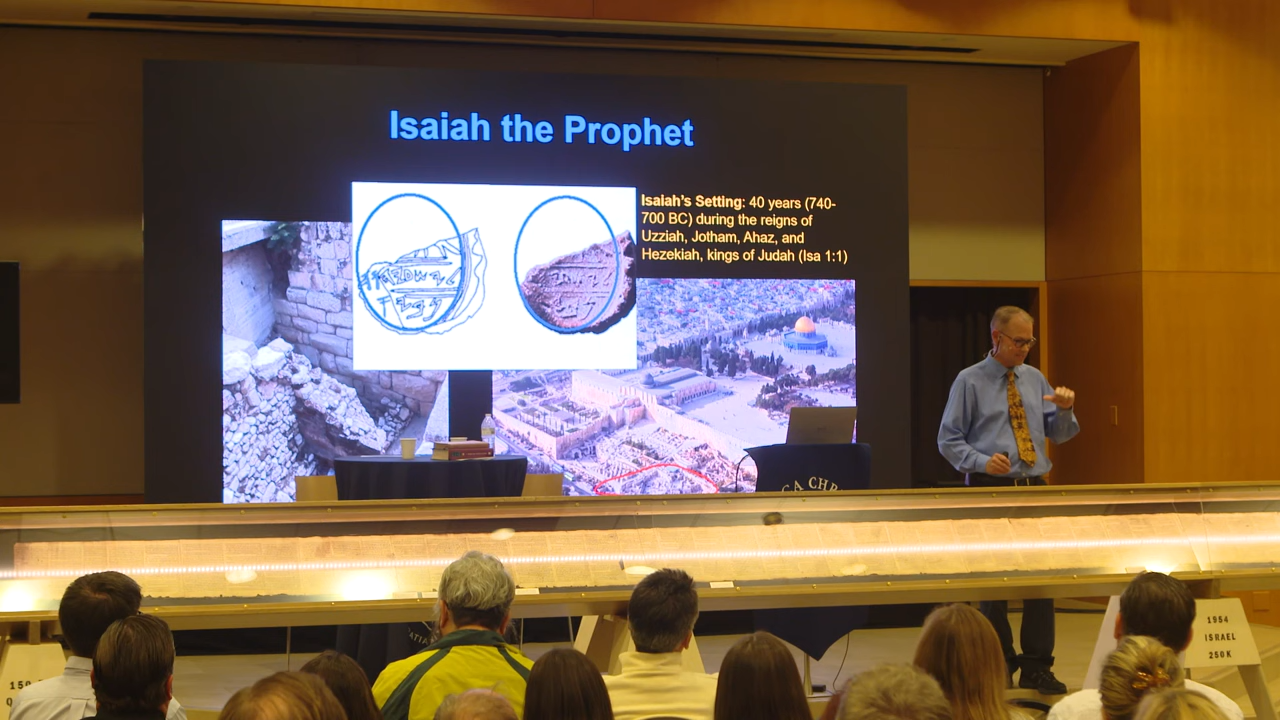 Isaiah the Prophet
Isaiah's Setting: 40 years (740-
700 BC) during the reigns of
Uzziah, Jotham, Ahaz, and
Hezekiah, kings of Judah (Isa 1:1)
1954
ISRAEL
250K